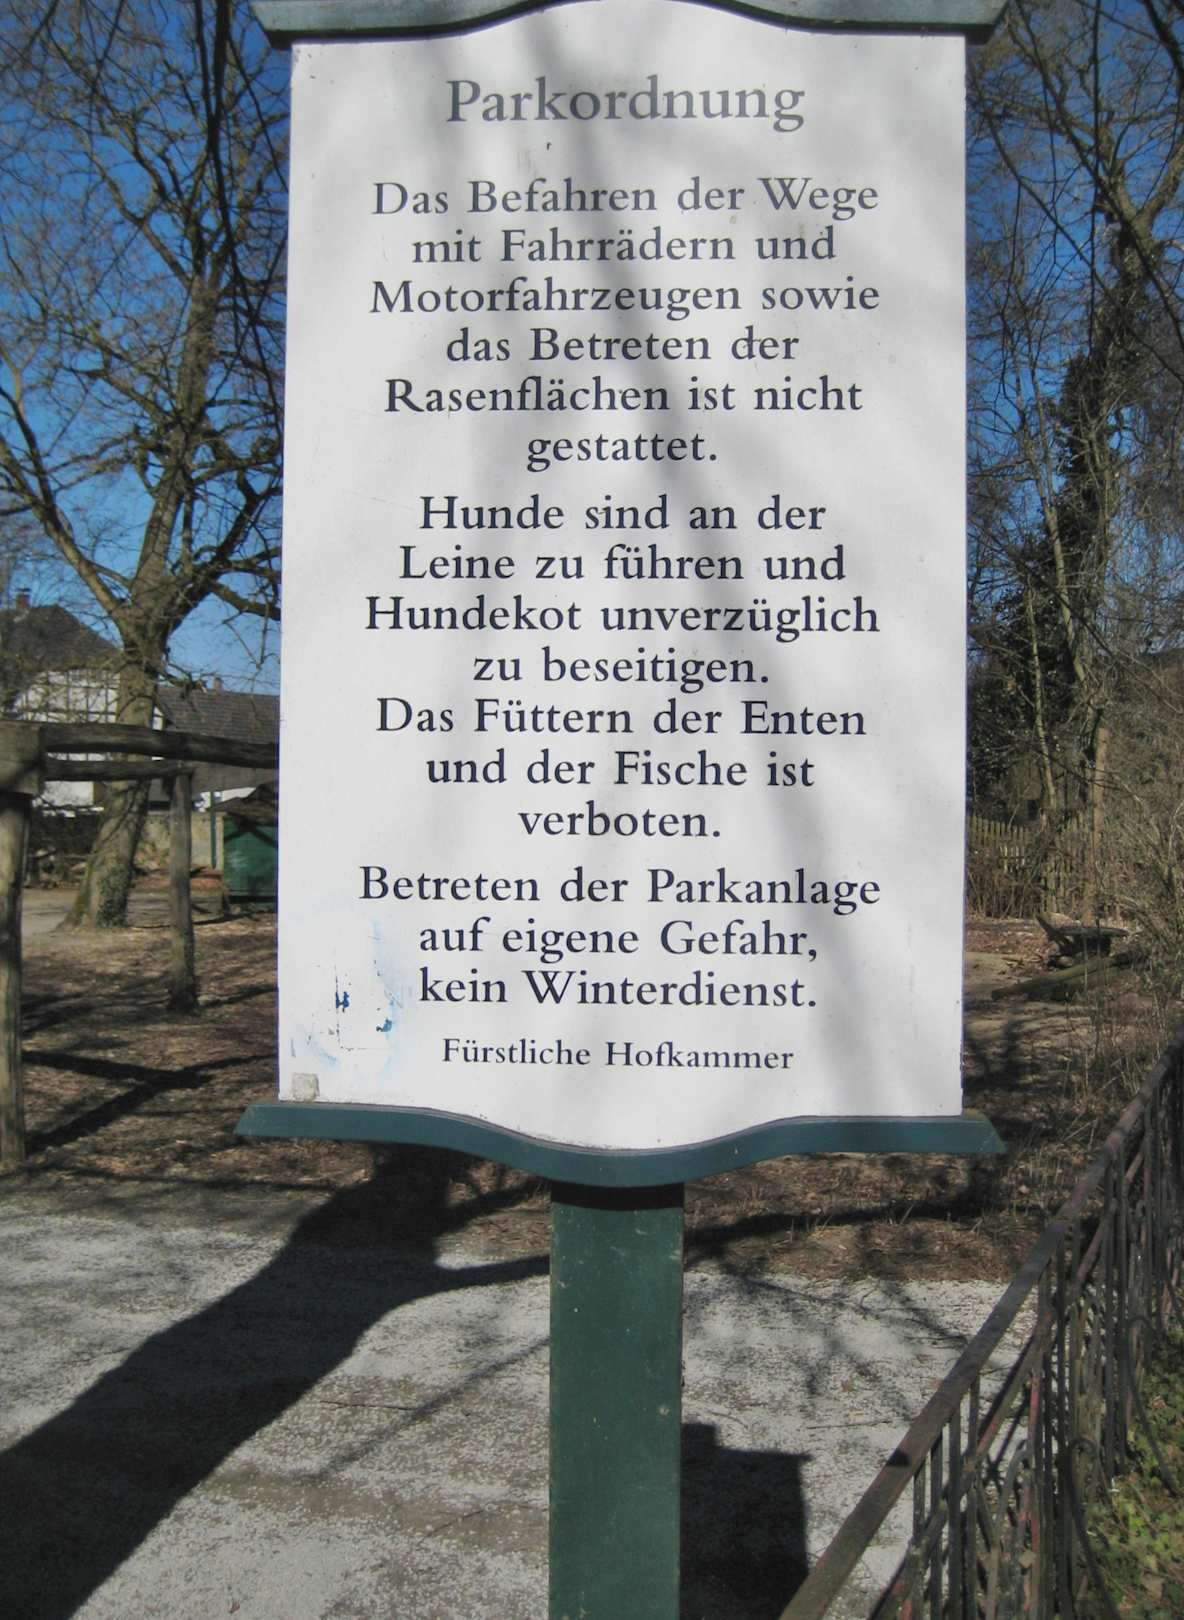 Parkordnung
Das Befahren der Wege
mit Fahrrädern und
Motorfahrzeugen sowie
das Betreten der
Rasenflächen ist nicht
gestattet.
Hunde sind an der
Leine zu führen und
Hundekot unverzüglich
zu beseitigen.
Das Füttern der Enten
und der Fische ist
verboten.
Betreten der Parkanlage
auf eigene Gefahr,
kein Winterdienst.
Fürstliche Hofkammer